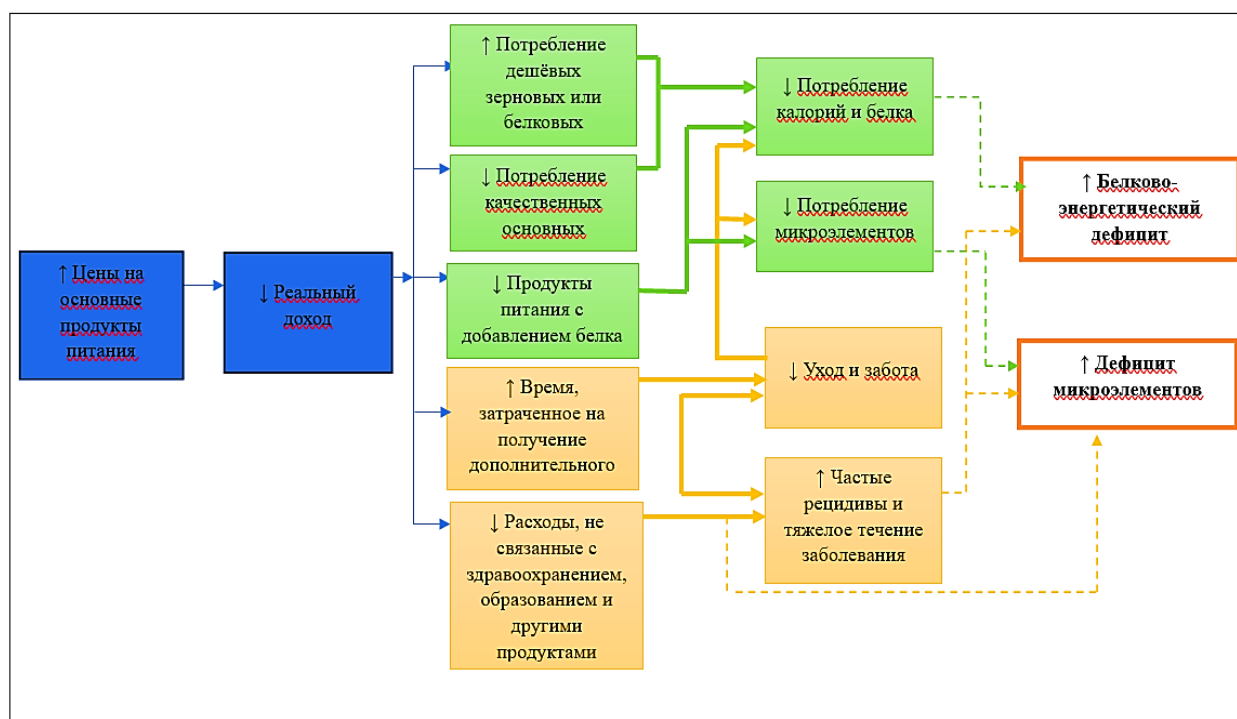 ↑ Цены на
основные
продукты
питания
↓ Реальный
доход
↑ Потребление
дешёвых
зерновых или
белковых
↓ Потребление
качественных
основных
↓ Продукты
питания с
добавлением белка
↑ Время,
затраченное на
получение
дополнительного
↓ Расходы, не
связанные с
здравоохранением,
образованием и
другими
продуктами
↓ Потребление
калорий и белка
↓ Потребление
микроэлементов
↓ Уход и забота
↑ Частые
рецидивы и
тяжелое течение
заболевания
↑ Белково-
энергетический
дефицит
↑ Дефицит
микроэлементов